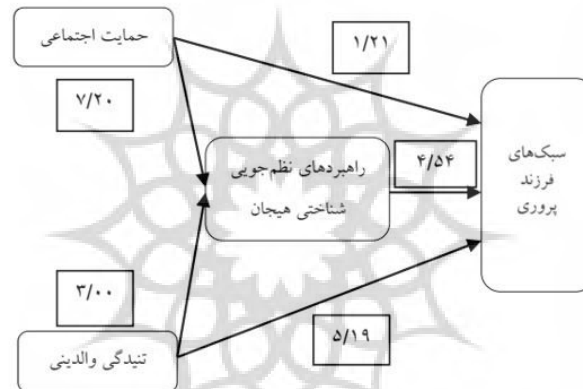 حمایت اجتماعی
۱/۲۱
۷/۲۰
سبک‌های
فرزند
پروری
راهبردهای نظم‌جویی
شناختی هیجان
۴/۵۴
۳/۰۰
تنیدگی والدینی
۵/۱۹